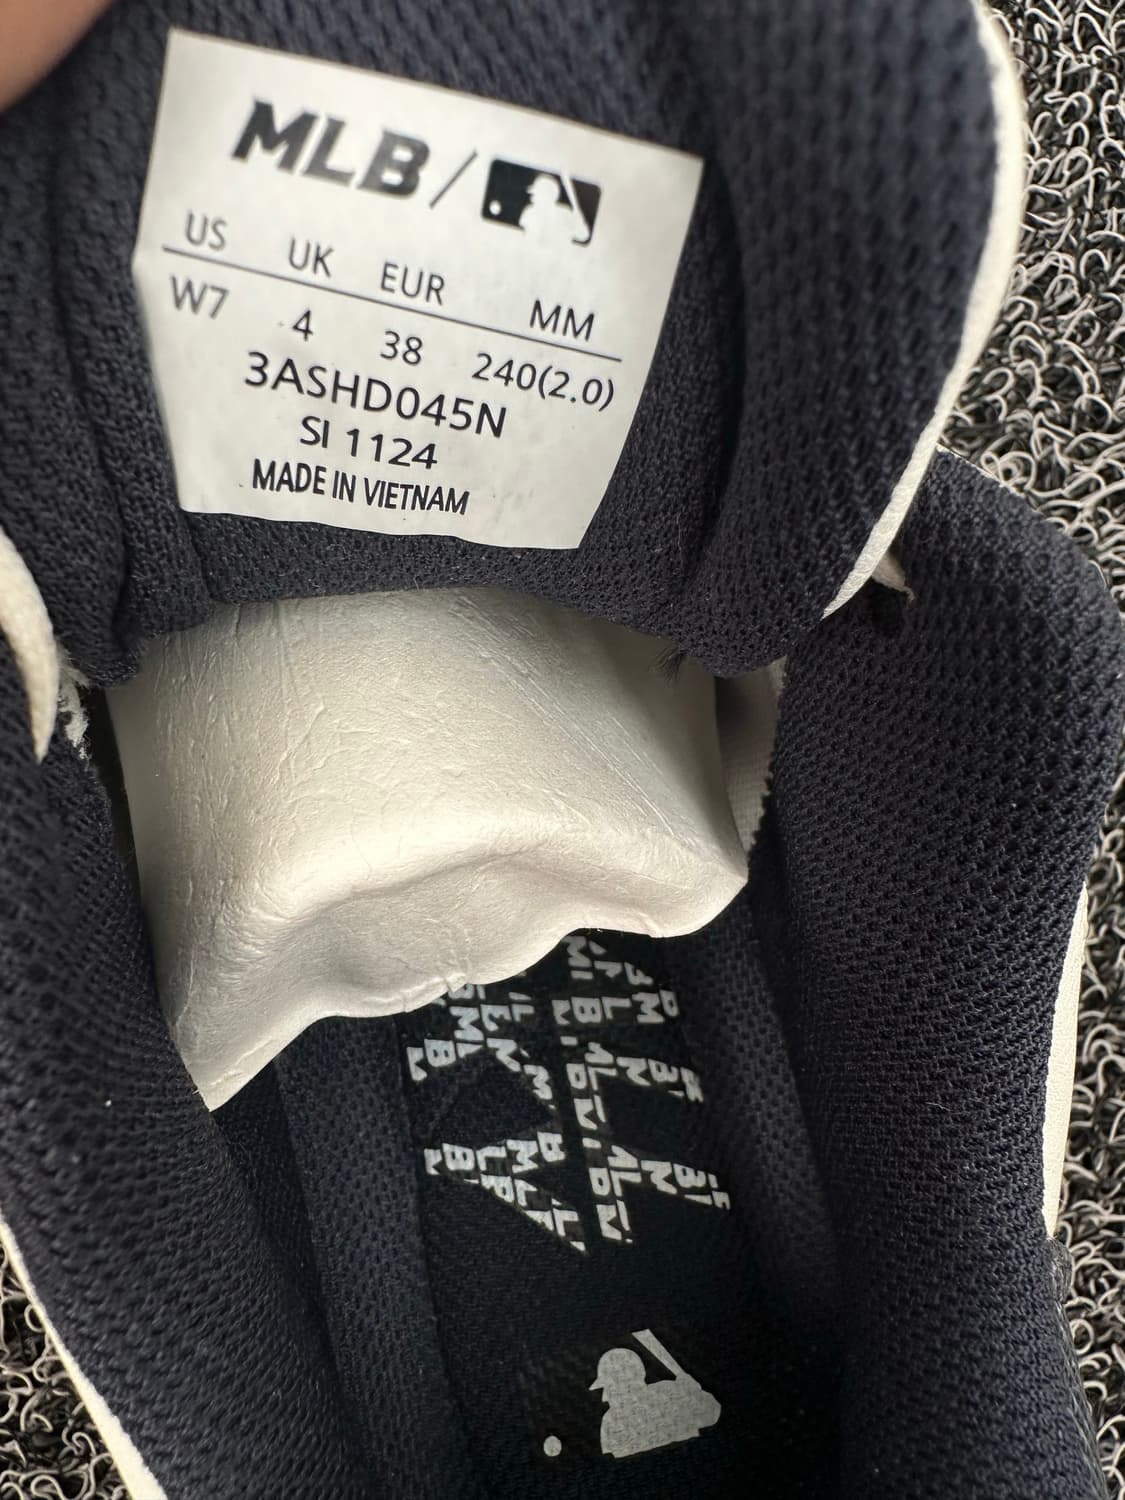 MLB /
US UK EUR MM
W7 4 38 240(2.0)
3ASHD045N
SI 1124
MADE IN VIETNAM